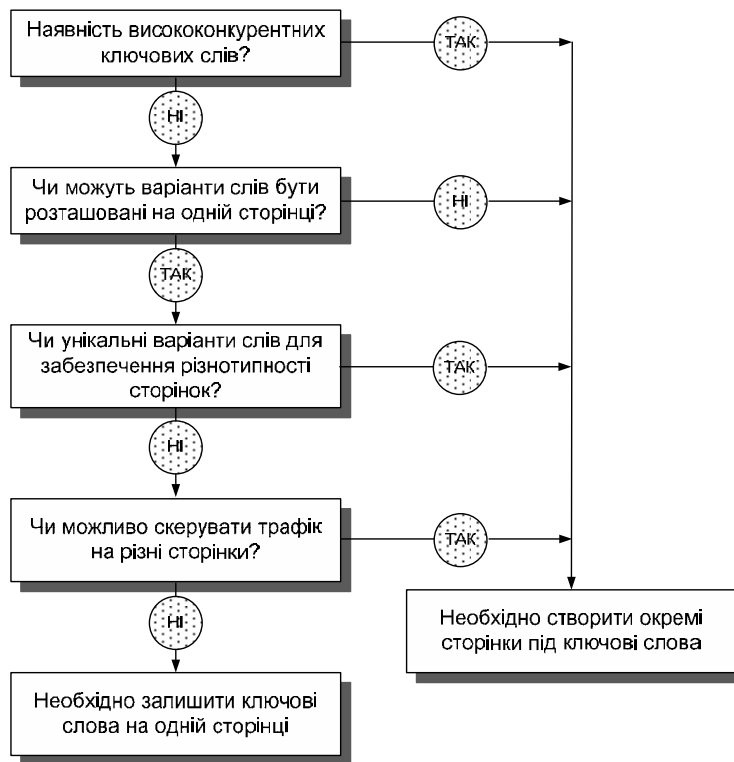 Наявність висококонкурентних
ключових слів?
ТАК
НІ
Чи можуть варіанти слів бути
розташовані на одній сторінці?
НІ
ТАК
Чи унікальні варіанти слів для
забезпечення різнотипності
сторінок?
ТАК
НІ
Чи можливо скерувати трафік
на різні сторінки?
ТАК
НІ
Необхідно створити окремі
сторінки під ключові слова
Необхідно залишити ключові
слова на одній сторінці